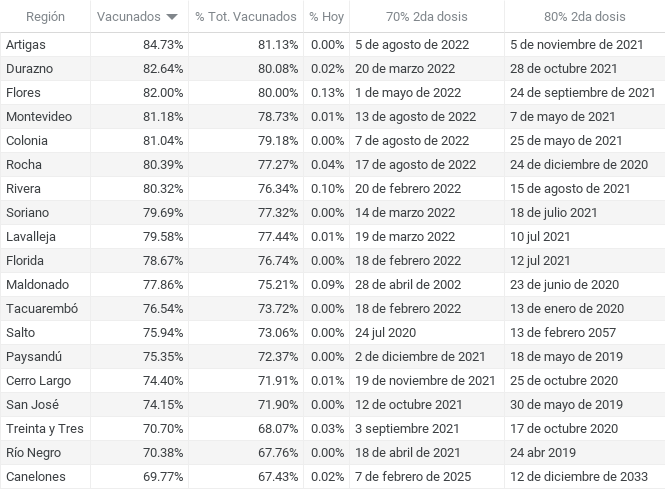 Región Vacunados % Tot. Vacunados % Hoy 70% 2da dosis 80% 2da dosis
Artigas 84.73% 81.13% 0.00% 5 de agosto de 2022 5 de noviembre de 2021
Durazno 82.64% 80.08% 0.02% 20 de marzo 2022 28 de octubre 2021
Flores 82.00% 80.00% 0.13% 1 de mayo de 2022 24 de septiembre de 2021
Montevideo 81.18% 78.73% 0.01% 13 de agosto de 2022 7 de mayo de 2021
Colonia 81.04% 79.18% 0.00% 7 de agosto de 2022 25 de mayo de 2021
Rocha 80.39% 77.27% 0.04% 17 de agosto de 2022 24 de diciembre de 2020
Rivera 80.32% 76.34% 0.10% 20 de febrero 2022 15 de agosto de 2021
Soriano 79.69% 77.32% 0.00% 14 de marzo de 2022 18 de julio 2021
Lavalleja 79.58% 77.44% 0.01% 19 de marzo de 2022 10 jul 2021
Florida 78.67% 76.74% 0.00% 18 de febrero 2022 12 jul 2021
Maldonado 77.86% 75.21% 0.09% 28 de abril de 2002 23 de junio de 2020
Tacuarembó 76.54% 73.72% 0.00% 18 de febrero 2022 13 de enero de 2020
Salto 75.94% 73.06% 0.00% 24 jul 2020 13 de febrero 2057
Paysandú 75.35% 72.37% 0.00% 2 de diciembre de 2021 18 de mayo de 2019
Cerro Largo 74.40% 71.91% 0.01% 19 de noviembre de 2021 25 de octubre 2020
San José 74.15% 71.90% 0.00% 12 de octubre 2021 30 de mayo de 2019
Treinta y Tres 70.70% 68.07% 0.03% 3 septiembre 2021 17 de octubre 2020
Río Negro 70.38% 67.76% 0.00% 18 de abril de 2021 24 abr 2019
Canelones 69.77% 67.43% 0.02% 7 de febrero de 2025 12 de diciembre de 2033